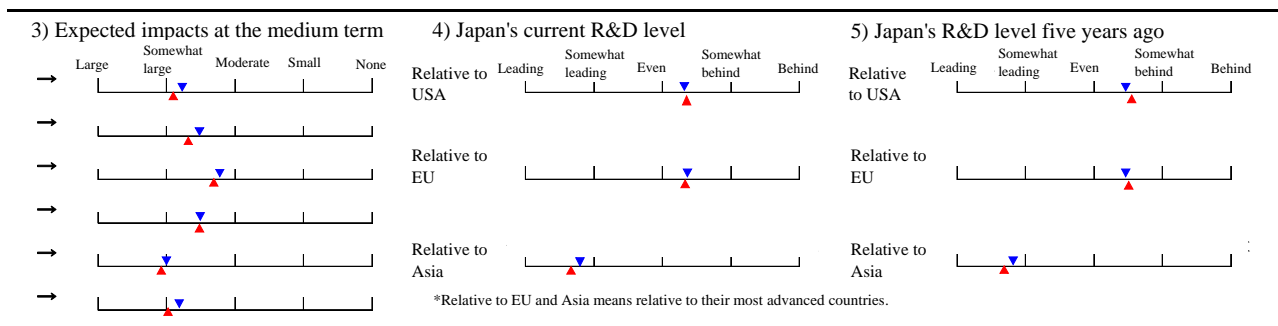 3) Expected impacts at the medium term
Large
Somewhat
large
Moderate
Small
None
4) Japan's current R&D level
Relative to
USA
Leading
Somewhat
leading
Even
Somewhat
behind
Behind
Relative to
EU
Relative to
Asia
*Relative to EU and Asia means relative to their most advanced countries.
5) Japan's R&D level five years ago
Relative
to USA
Leading
Somewhat
leading
Even
Somewhat
behind
Behind
Relative to
EU
Relative to
Asia